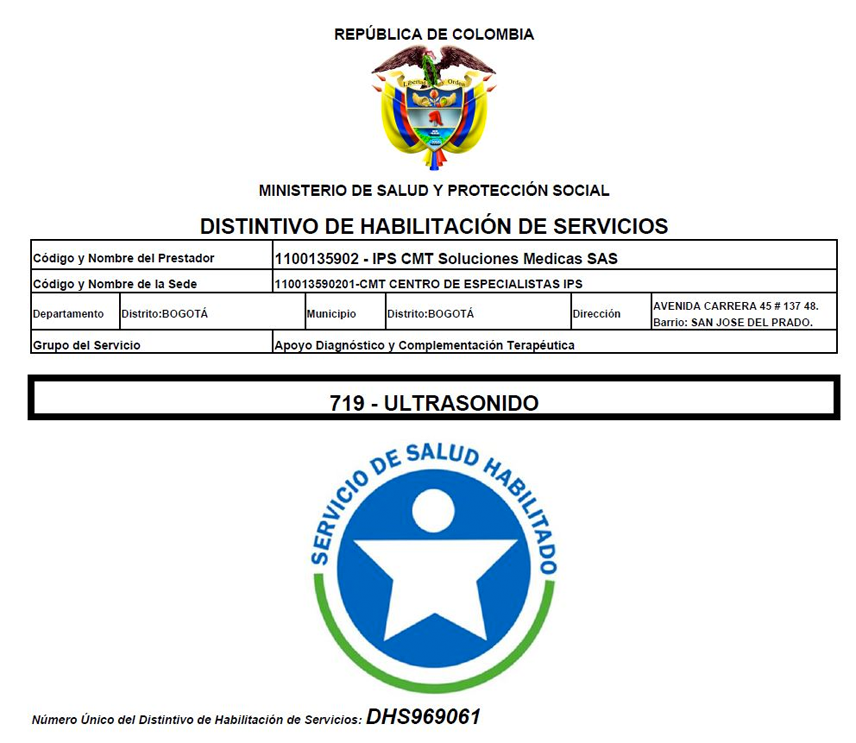 REPÚBLICA DE COLOMBIA
Libertad y Orden
MINISTERIO DE SALUD Y PROTECCIÓN SOCIAL
DISTINTIVO DE HABILITACIÓN DE SERVICIOS
Código y Nombre del Prestador 1100135902 - IPS CMT Soluciones Medicas SAS
Código y Nombre de la Sede 110013590201-CMT CENTRO DE ESPECIALISTAS IPS
Departamento Distrito:BOGOTÁ Municipio Distrito:BOGOTÁ Dirección AVENIDA CARRERA 45 # 137 48.
Barrio: SAN JOSE DEL PRADO.
Grupo del Servicio Apoyo Diagnóstico y Complementación Terapéutica
719 - ULTRASONIDO
SERVICIO DE SALUD HABILITADO
Número Único del Distintivo de Habilitación de Servicios: DHS969061